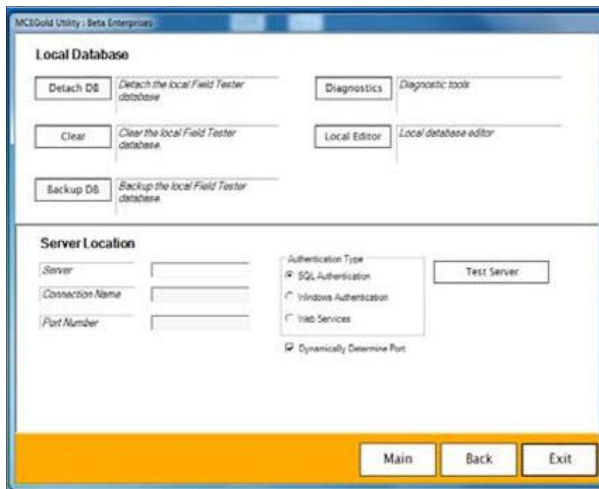 MCEGold Utility : Beta Enterprises
Local Database
Detach DB
Detach the local Field Tester
database
Diagnostics
Diagnostic tools
Clear
Clear the local Field Tester
database.
Local Editor
Local database editor
Backup DB
Backup the local Field Tester
database.
Server Location
Server
Connection Name
Port Number
Authentication Type
SQL Authentication
Windows Authentication
Web Services
Dynamically Determine Port
Test Server
Main
Back
Exit